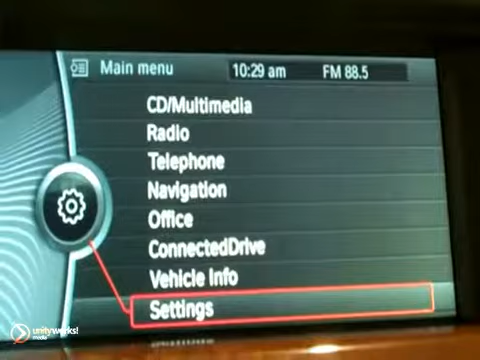 Main menu 10:29 am FM 88.5
CD/Multimedia
Radio
Telephone
Navigation
Office
ConnectedDrive
Vehicle Info
Settings
unityworks!
media